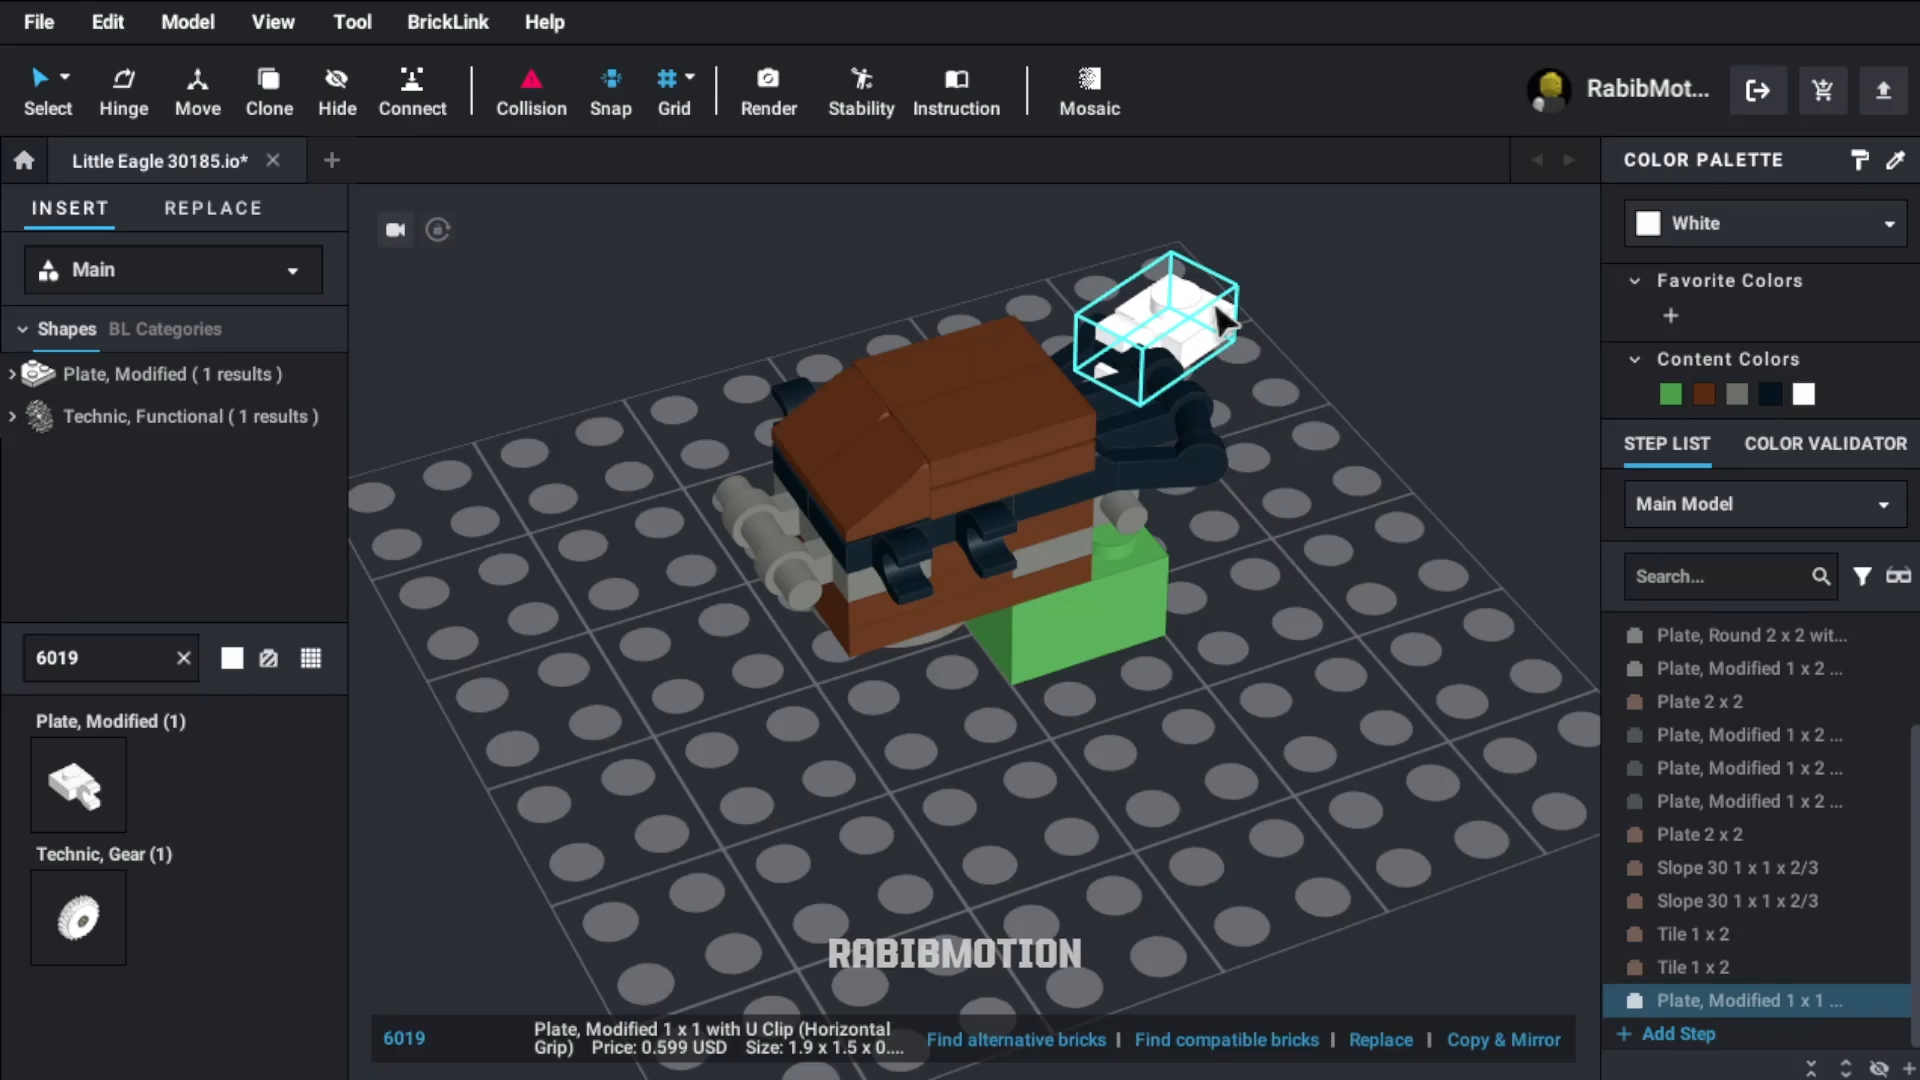 File Edit Model View Tool BrickLink Help
Select Hinge Move Clone Hide Connect Collision Snap Grid Render Stability Instruction Mosaic RabibMot...
Little Eagle 30185.io*
COLOR PALETTE
INSERT REPLACE
White
Main
Favorite Colors
Shapes BL Categories
Content Colors
Plate, Modified ( 1 results )
Technic, Functional ( 1 results )
STEP LIST COLOR VALIDATOR
Main Model
Search...
6019
Plate, Round 2 x 2 wit...
Plate, Modified 1 x 2 ...
Plate 2 x 2
Plate, Modified 1 x 2 ...
Plate, Modified 1 x 2 ...
Plate, Modified 1 x 2 ...
Plate 2 x 2
Slope 30 1 x 1 x 2/3
Slope 30 1 x 1 x 2/3
Tile 1 x 2
Tile 1 x 2
Plate, Modified 1 x 1 ...
Add Step
Plate, Modified (1)
Technic, Gear (1)
RABIBMOTION
6019
Plate, Modified 1 x 1 with U Clip (Horizontal
Grip) Price: 0.599 USD Size: 1.9 x 1.5 x 0....
Find alternative bricks | Find compatible bricks | Replace | Copy & Mirror